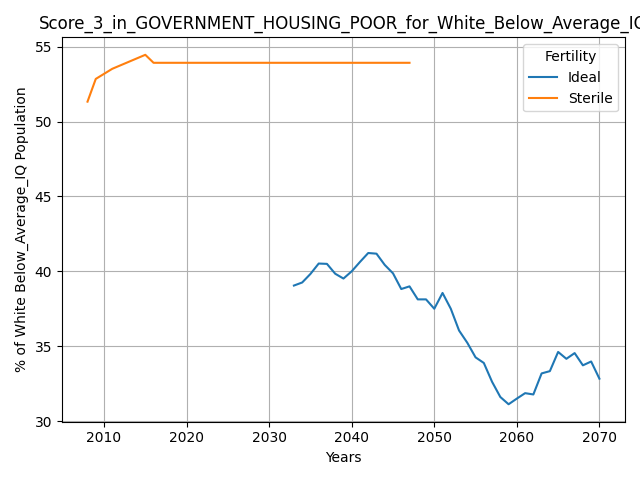 Score_3_in_GOVERNMENT_HOUSING_POOR_for_White_Below_Average_IQ
% of White Below_Average_IQ Population
55
50
45
40
35
30
Fertility
Ideal
Sterile
2010 2020 2030 2040 2050 2060 2070
Years